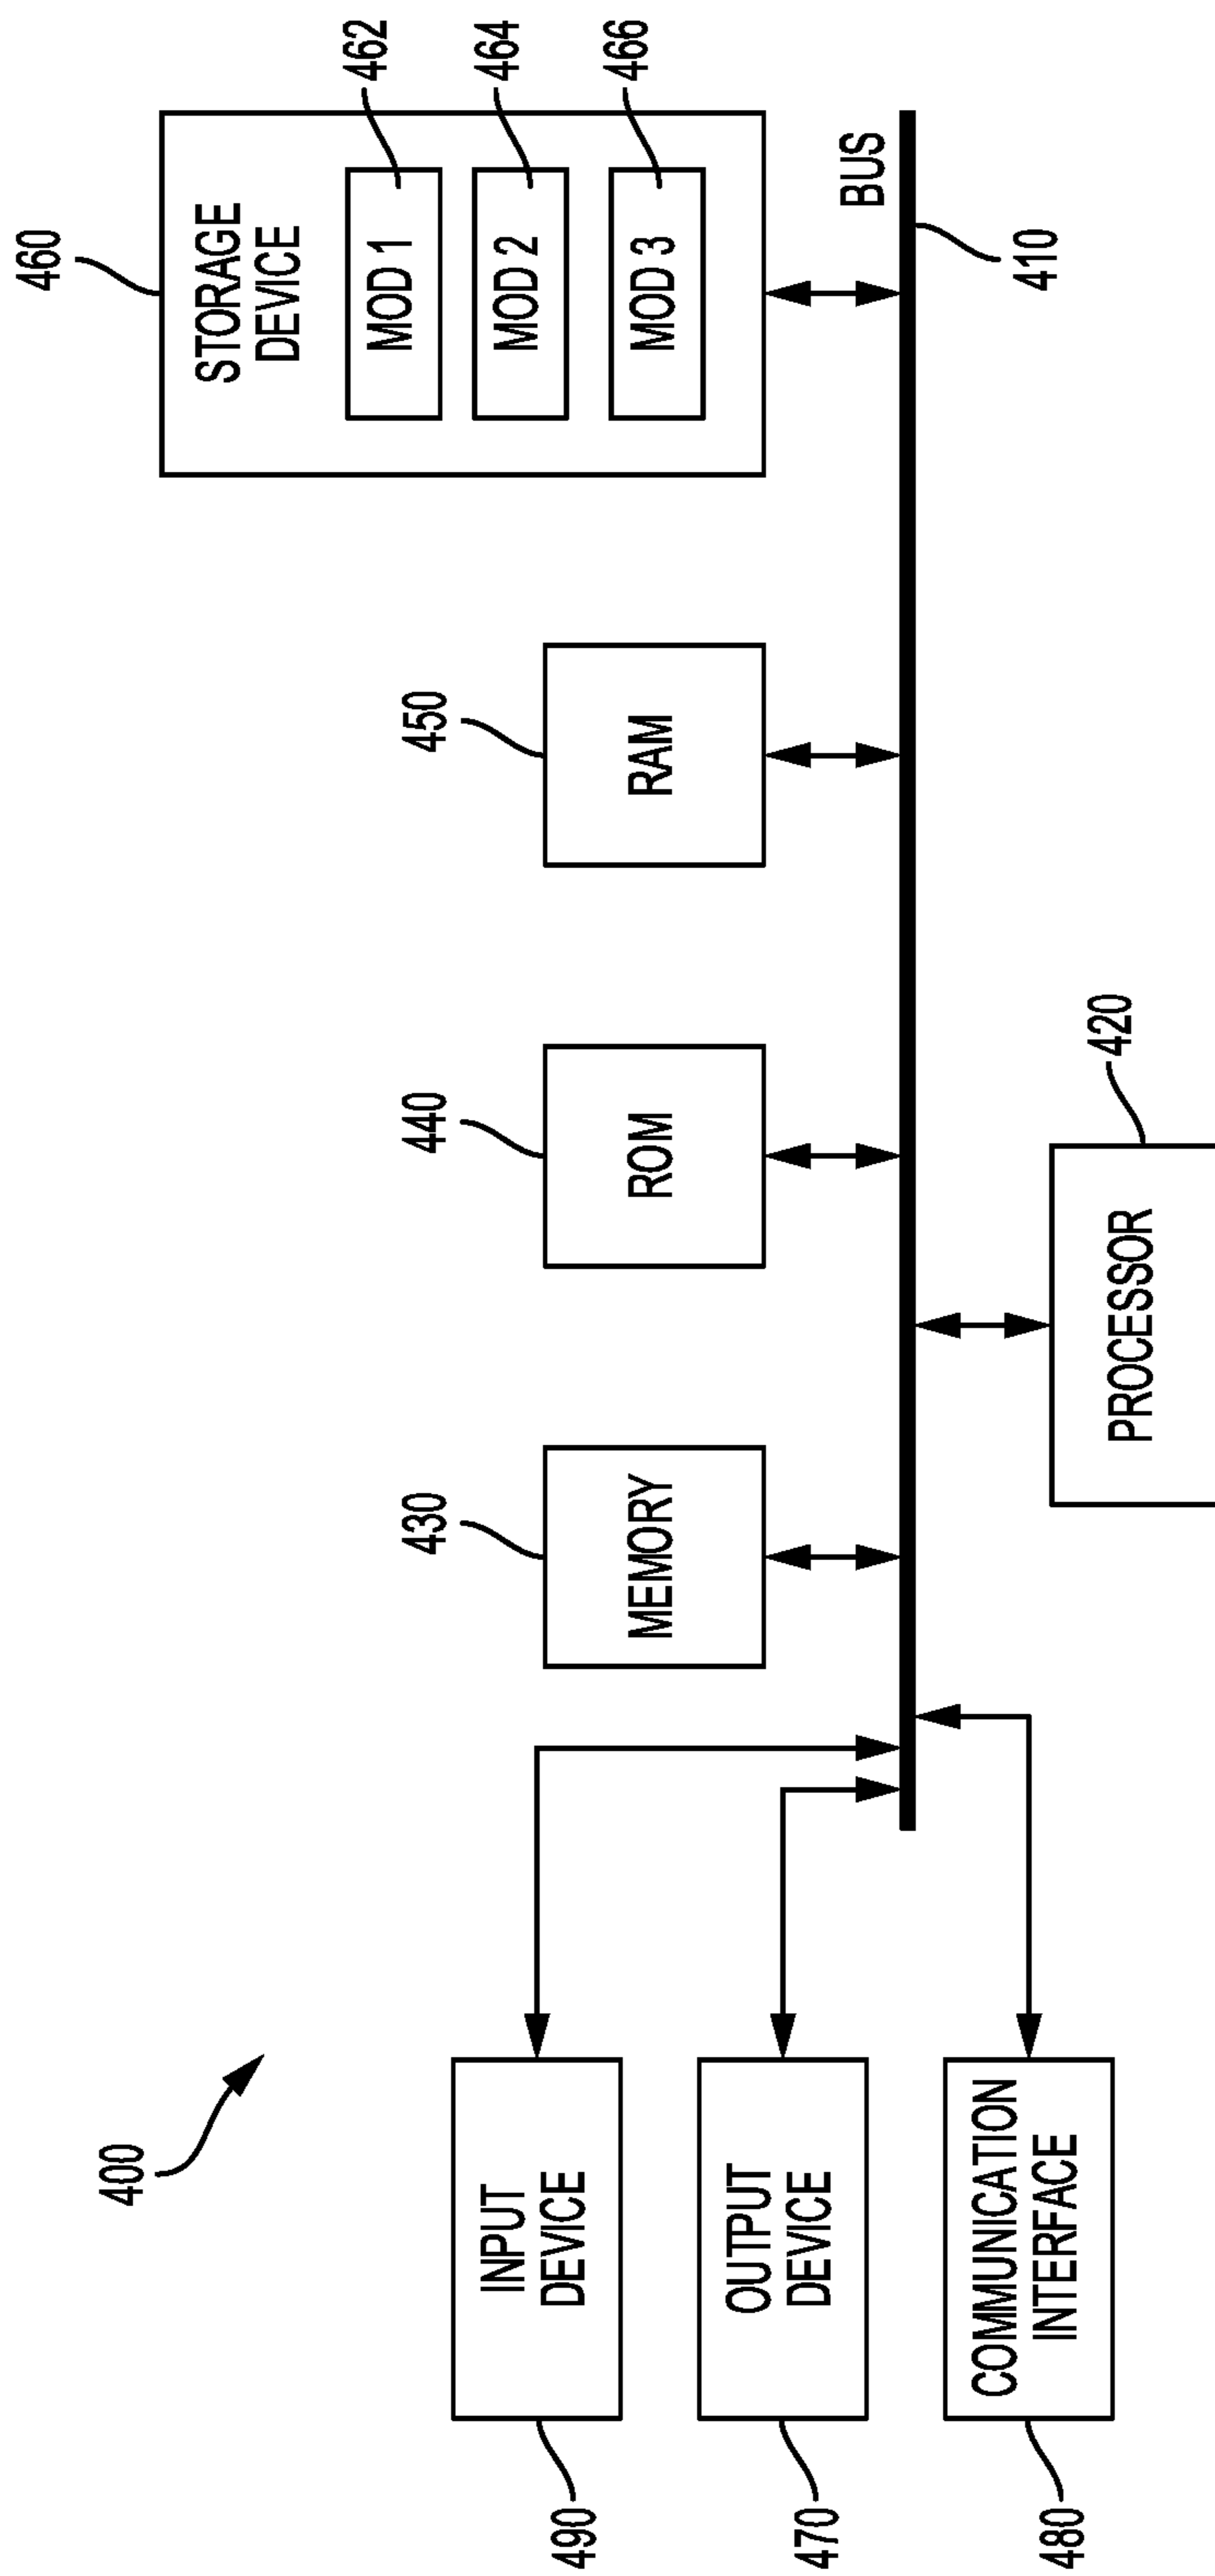 400
460
STORAGE
DEVICE
MOD 1
462
MOD 2
464
MOD 3
466
450
RAM
440
ROM
430
MEMORY
BUS
410
420
PROCESSOR
490
INPUT
DEVICE
470
OUTPUT
DEVICE
480
COMMUNICATION
INTERFACE